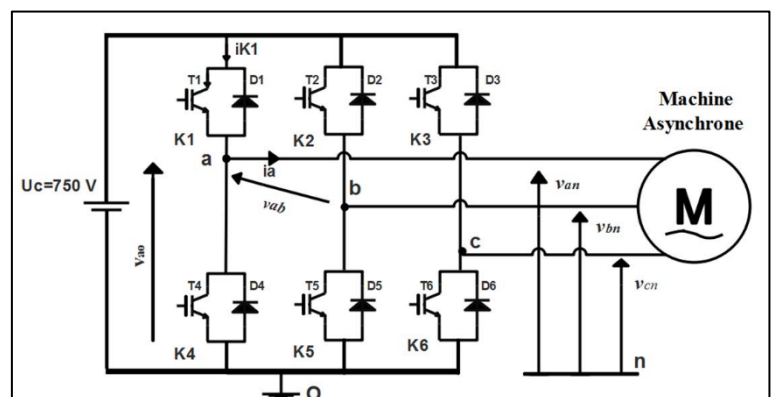 iK1
T1
D1
T2
D2
T3
D3
K1
K2
K3
Machine
Asynchrone
a
ia
b
c
Uc=750 V
vao
vab
van
vbn
vcn
M
T4
D4
T5
D5
T6
D6
K4
K5
K6
n
O